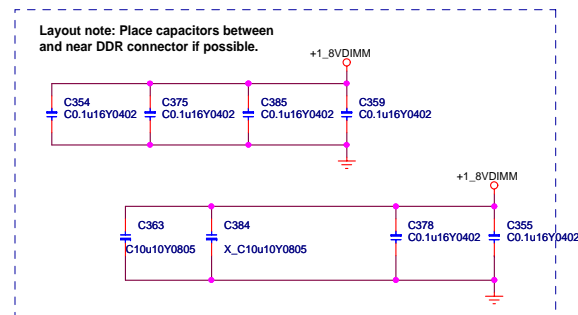 Layout note: Place capacitors between
and near DDR connector if possible.
+1_8VDIMM
C354
C0.1u16Y0402
C375
C0.1u16Y0402
C385
C0.1u16Y0402
C359
C0.1u16Y0402
+1_8VDIMM
C363
C10u10Y0805
C384
X_C10u10Y0805
C378
C0.1u16Y0402
C355
C0.1u16Y0402